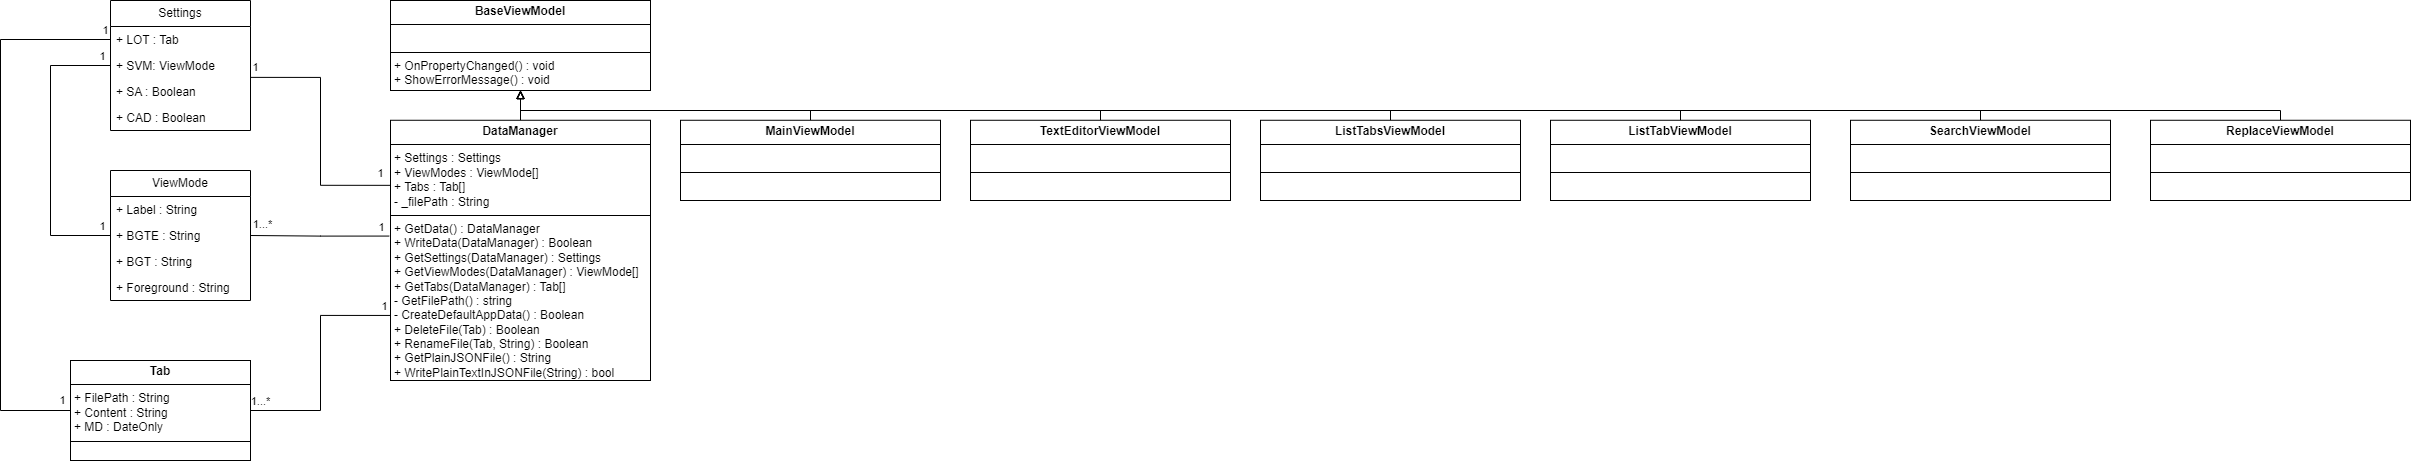 Settings
+ LOT : Tab
+ SVM: ViewMode
+ SA : Boolean
+ CAD : Boolean
1
1
1
BaseViewModel
+ OnPropertyChanged() : void
+ ShowErrorMessage() : void
ViewMode
+ Label : String
+ BGTE : String
+ BGT : String
+ Foreground : String
1
1...*
Tab
+ FilePath : String
+ Content : String
+ MD : DateOnly
1
1...*
DataManager
+ Settings : Settings
+ ViewModes : ViewMode[]
+ Tabs : Tab[]
- _filePath : String
+ GetData() : DataManager
+ WriteData(DataManager) : Boolean
+ GetSettings(DataManager) : Settings
+ GetViewModes(DataManager) : ViewMode[]
+ GetTabs(DataManager) : Tab[]
- GetFilePath() : string
- CreateDefaultAppData() : Boolean
+ DeleteFile(Tab) : Boolean
+ RenameFile(Tab, String) : Boolean
+ GetPlainJSONFile() : String
+ WritePlainTextInJSONFile(String) : bool
1
1
1
MainViewModel
TextEditorViewModel
ListTabsViewModel
ListTabViewModel
SearchViewModel
ReplaceViewModel